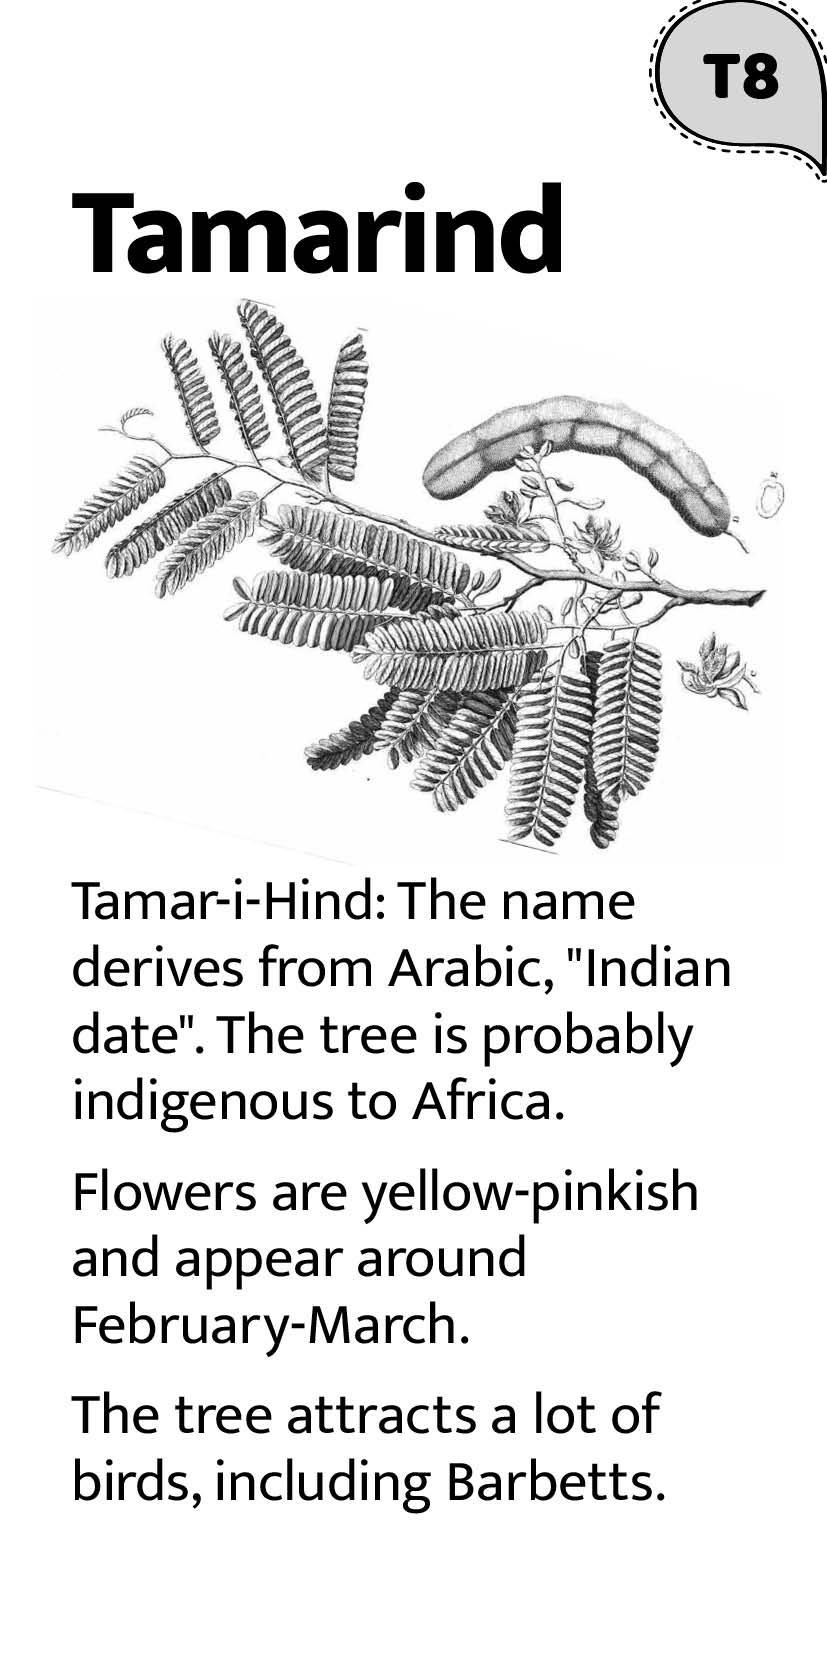 T8
Tamarind
Tamar-i-Hind: The name
derives from Arabic, "Indian
date". The tree is probably
indigenous to Africa.
Flowers are yellow-pinkish
and appear around
February-March.
The tree attracts a lot of
birds, including Barbetts.